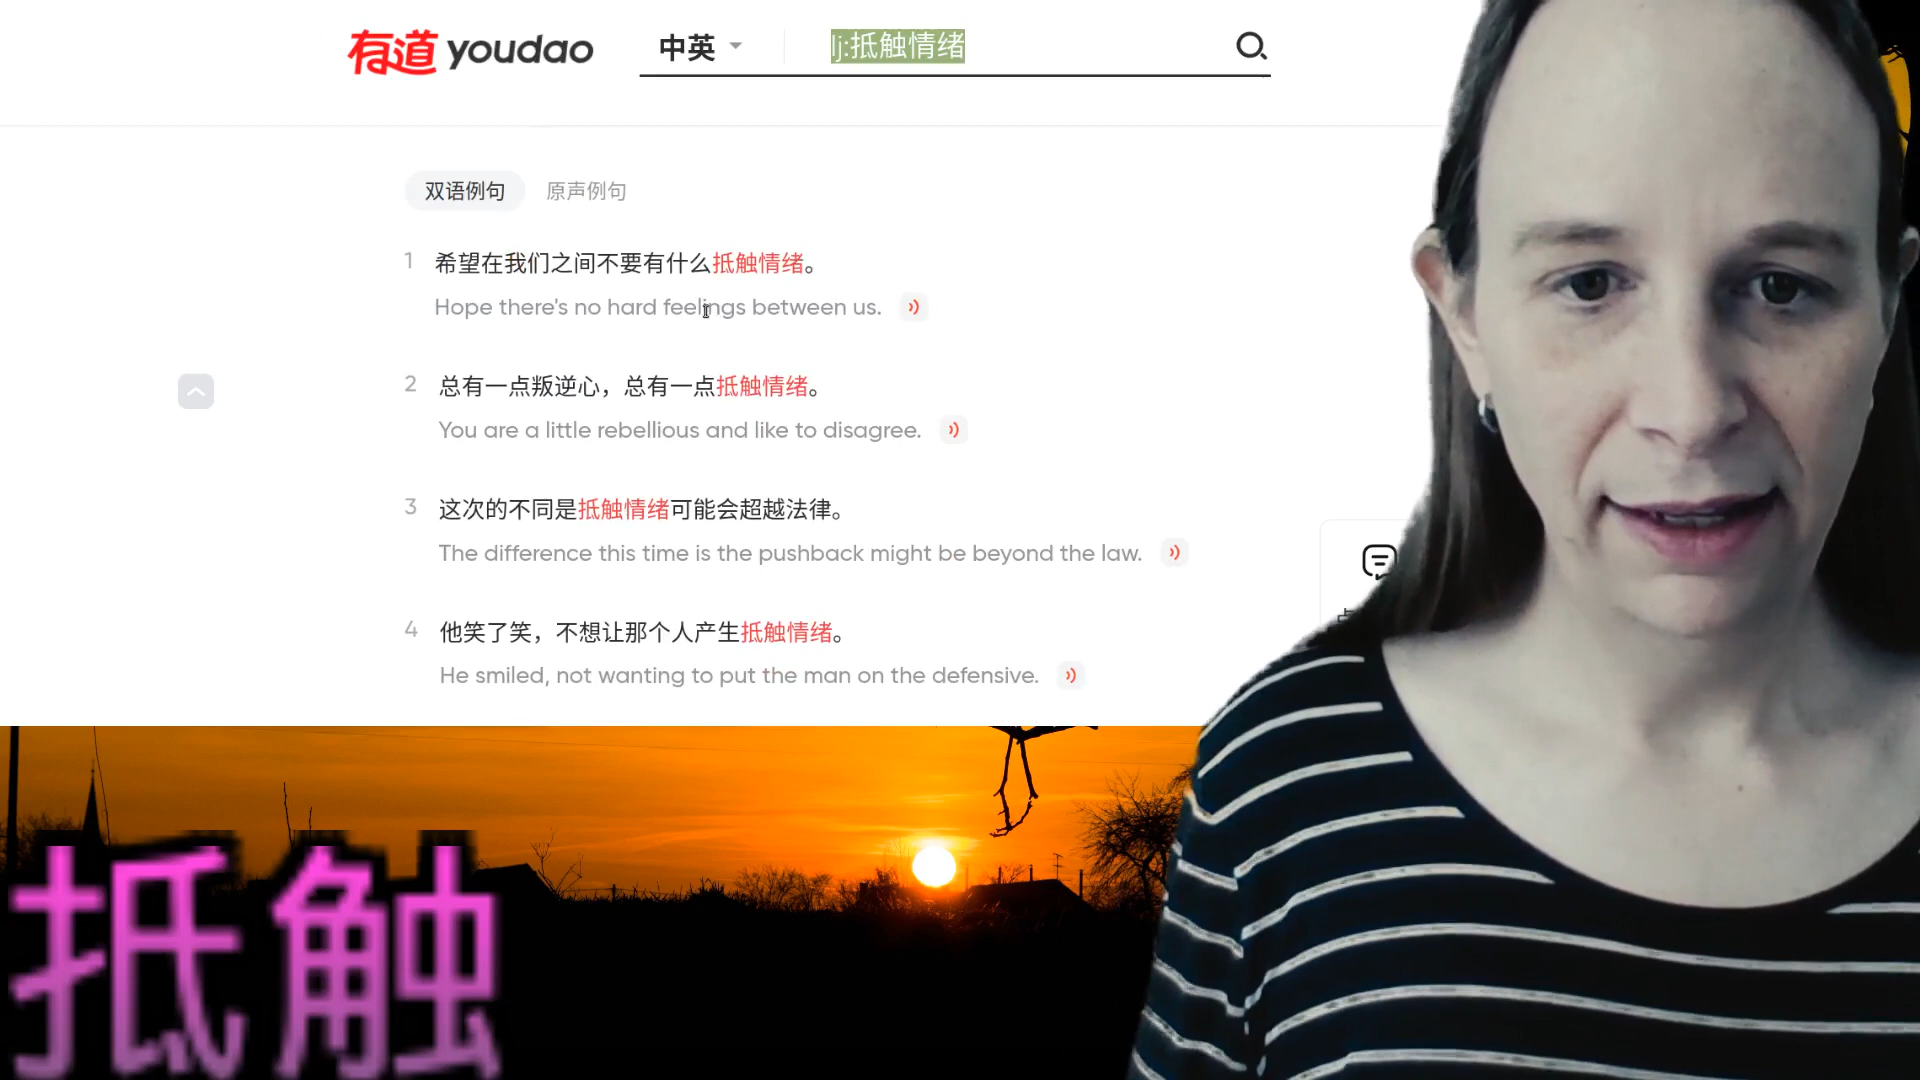 有道 youdao
中英
lj:抵触情绪
双语例句 原声例句
1 希望在我们之间不要有什么抵触情绪。
Hope there's no hard feelings between us.
2 总有一点叛逆心，总有一点抵触情绪。
You are a little rebellious and like to disagree.
3 这次的不同是抵触情绪可能会超越法律。
The difference this time is the pushback might be beyond the law.
4 他笑了笑，不想让那个人产生抵触情绪。
He smiled, not wanting to put the man on the defensive.
抵触